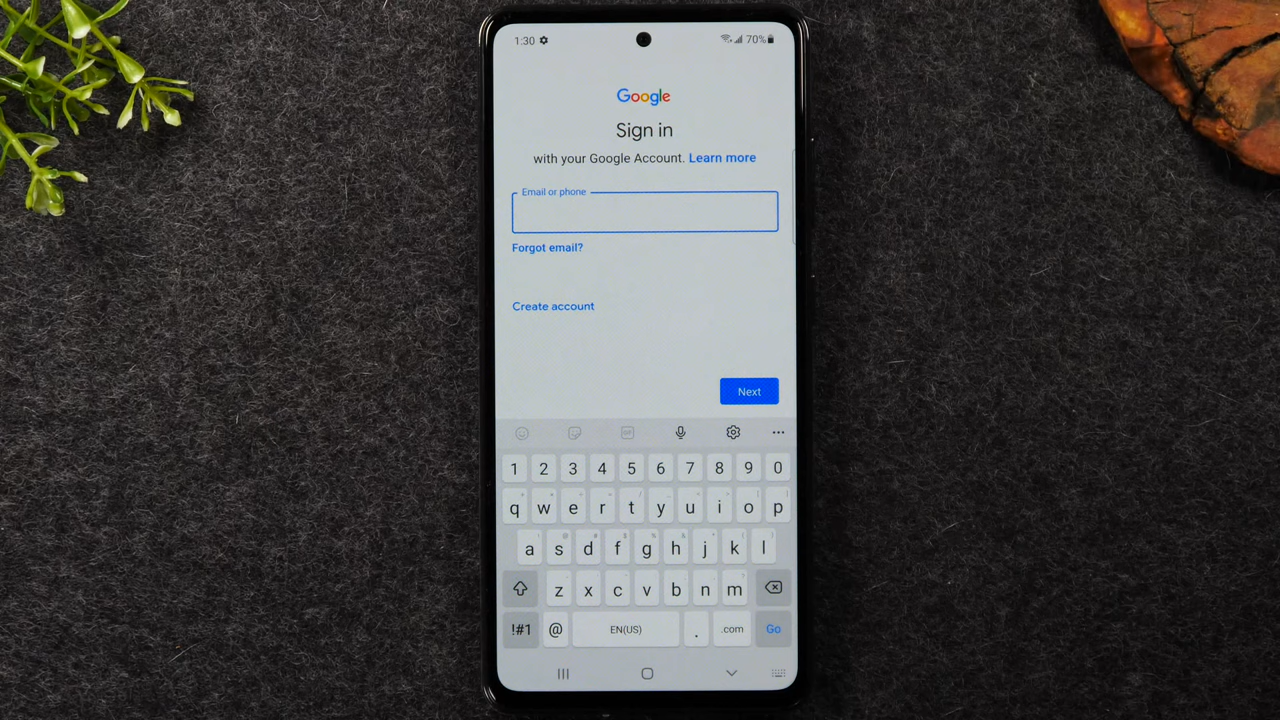 1:30 70%
Google
Sign in
with your Google Account. Learn more
Email or phone
Forgot email?
Create account
Next
GIF
1 2 3 4 5 6 7 8 9 0
q w e r t y u i o p
a s d f g h j k l
z x c v b n m
!#1 @ EN(US) . .com Go